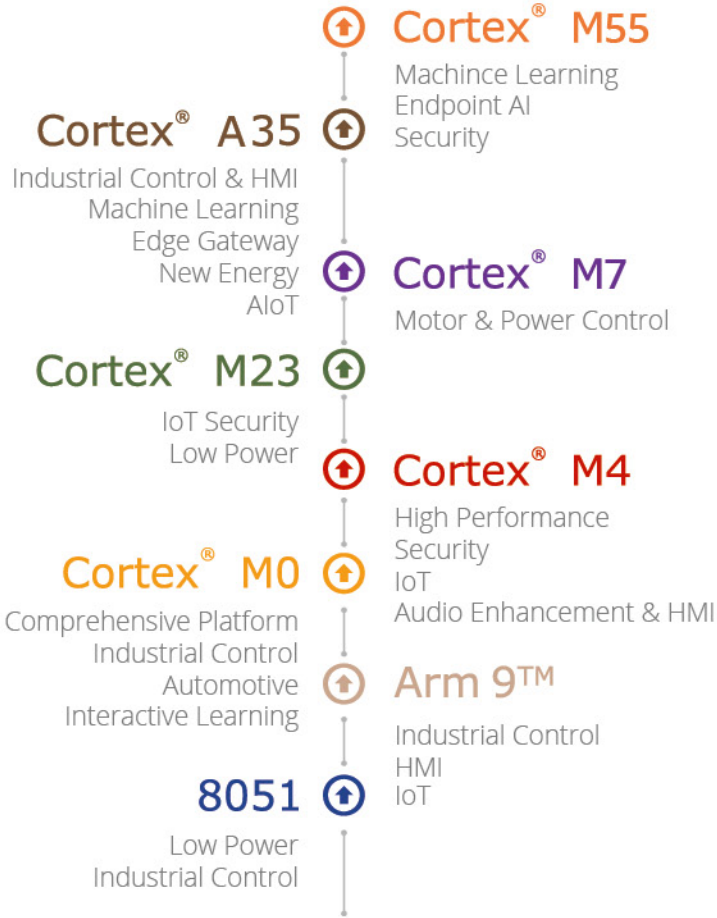 Cortex® M55
Machince Learning
Endpoint AI
Security
Cortex® A35
Industrial Control & HMI
Machine Learning
Edge Gateway
New Energy
AIoT
Cortex® M7
Motor & Power Control
Cortex® M23
IoT Security
Low Power
Cortex® M4
High Performance
Security
IoT
Audio Enhancement & HMI
Cortex® M0
Comprehensive Platform
Industrial Control
Automotive
Interactive Learning
Arm 9™
Industrial Control
HMI
IoT
8051
Low Power
Industrial Control